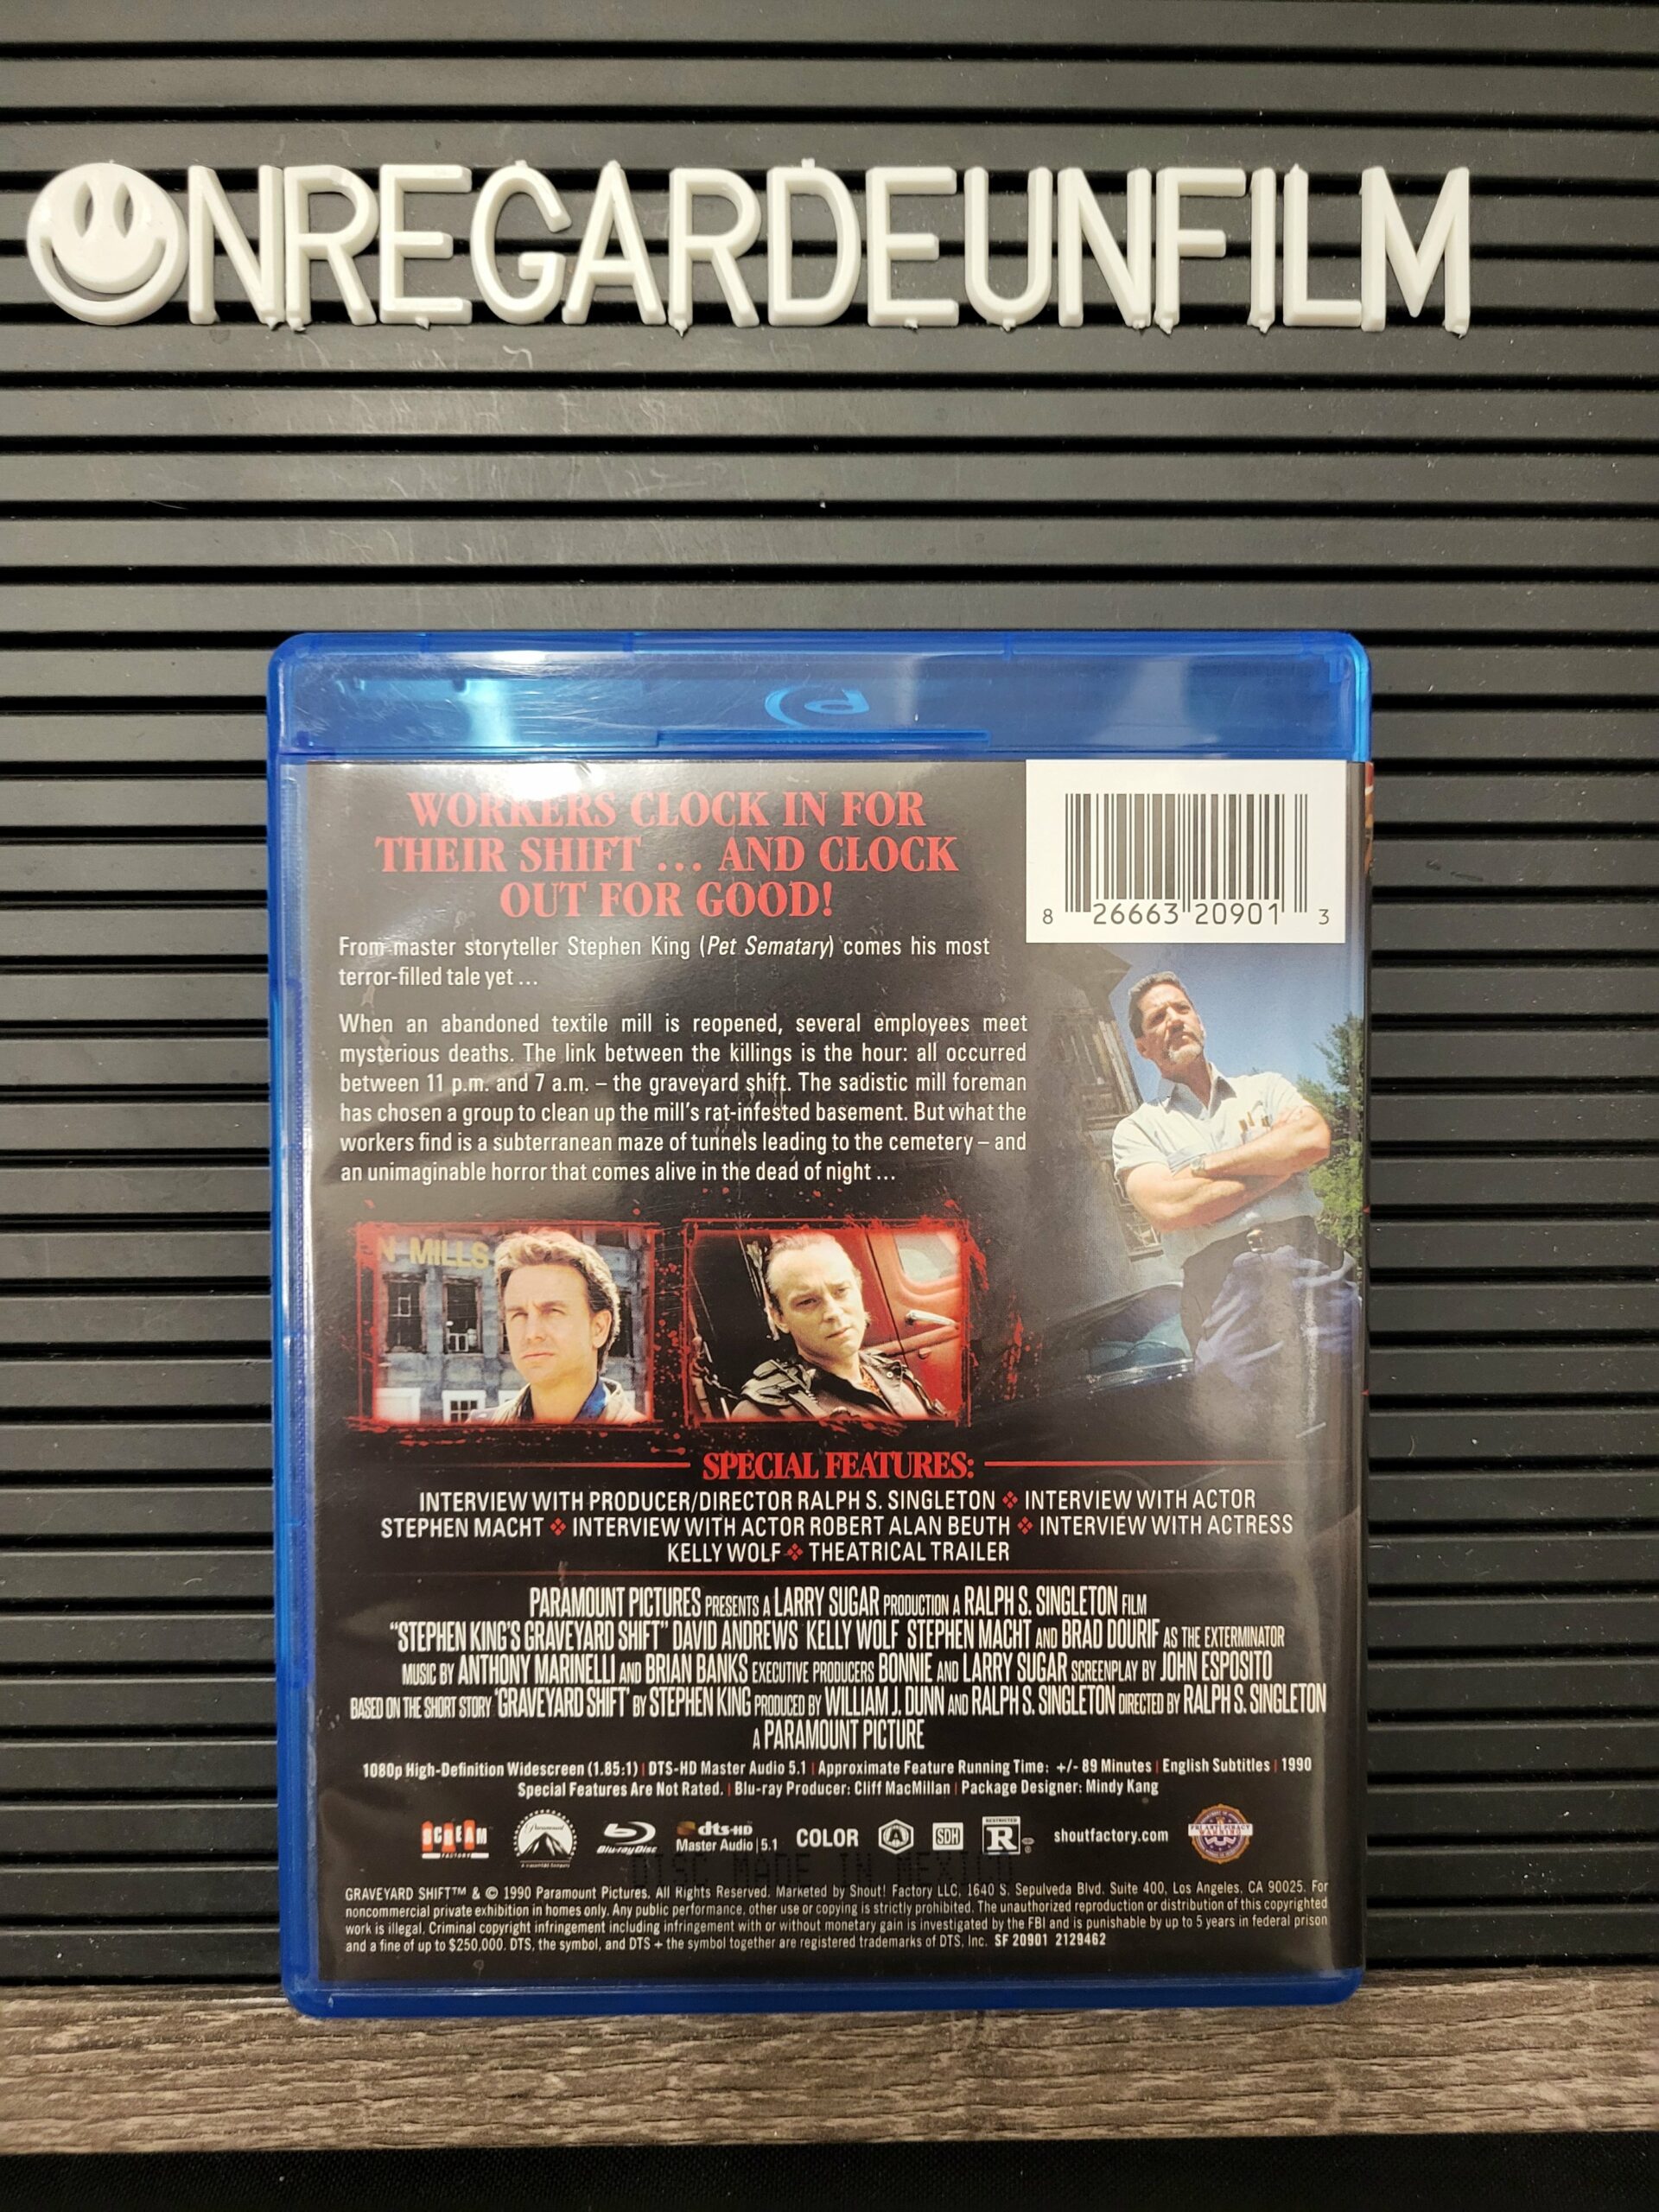 NREGARDEUNFILM
WORKERS CLOCK IN FOR
THEIR SHIFT ... AND CLOCK
OUT FOR GOOD!
8 26663 20901 3
From master storyteller Stephen King (Pet Sematary) comes his most
terror-filled tale yet ...
When an abandoned textile mill is reopened, several employees meet
mysterious deaths. The link between the killings is the hour: all occurred
between 11 p.m. and 7 a.m. – the graveyard shift. The sadistic mill foreman
has chosen a group to clean up the mill's rat-infested basement. But what the
workers find is a subterranean maze of tunnels leading to the cemetery – and
an unimaginable horror that comes alive in the dead of night ...
N MILLS
SPECIAL FEATURES:
INTERVIEW WITH PRODUCER/DIRECTOR RALPH S. SINGLETON ❖ INTERVIEW WITH ACTOR
STEPHEN MACHT ❖ INTERVIEW WITH ACTOR ROBERT ALAN BEUTH ❖ INTERVIEW WITH ACTRESS
KELLY WOLF ❖ THEATRICAL TRAILER
PARAMOUNT PICTURES PRESENTS A LARRY SUGAR PRODUCTION A RALPH S. SINGLETON FILM
"STEPHEN KING'S GRAVEYARD SHIFT" DAVID ANDREWS KELLY WOLF STEPHEN MACHT AND BRAD DOURIF AS THE EXTERMINATOR
MUSIC BY ANTHONY MARINELLI AND BRIAN BANKS EXECUTIVE PRODUCERS BONNIE AND LARRY SUGAR SCREENPLAY BY JOHN ESPOSITO
BASED ON THE SHORT STORY 'GRAVEYARD SHIFT' BY STEPHEN KING PRODUCED BY WILLIAM J. DUNN AND RALPH S. SINGLETON DIRECTED BY RALPH S. SINGLETON
A PARAMOUNT PICTURE
1080p High-Definition Widescreen (1.85:1) | DTS-HD Master Audio 5.1 | Approximate Feature Running Time: +/- 89 Minutes | English Subtitles | 1990
Special Features Are Not Rated. | Blu-ray Producer: Cliff MacMillan | Package Designer: Mindy Kang
SCREAM FACTORY Paramount Blu-ray Disc dts-HD Master Audio | 5.1 COLOR A SDH RESTRICTED R shoutfactory.com
DISC MADE IN MEXICO
GRAVEYARD SHIFT™ & © 1990 Paramount Pictures. All Rights Reserved. Marketed by Shout! Factory LLC, 1640 S. Sepulveda Blvd. Suite 400, Los Angeles, CA 90025. For
noncommercial private exhibition in homes only. Any public performance, other use or copying is strictly prohibited. The unauthorized reproduction or distribution of this copyrighted
work is illegal. Criminal copyright infringement including infringement with or without monetary gain is investigated by the FBI and is punishable by up to 5 years in federal prison
and a fine of up to $250,000. DTS, the symbol, and DTS + the symbol together are registered trademarks of DTS, Inc. SF 20901 2129462